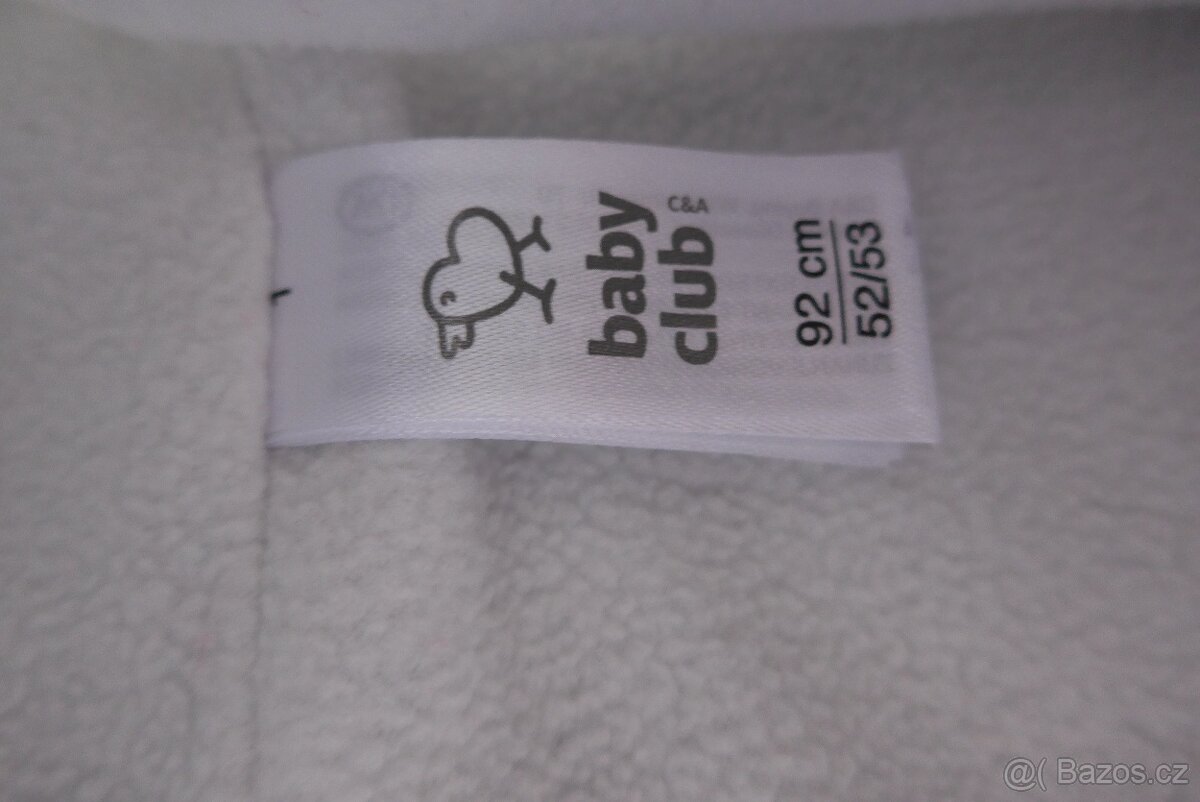 baby
club
C&A
92 cm
52/53
@( Bazos.cz